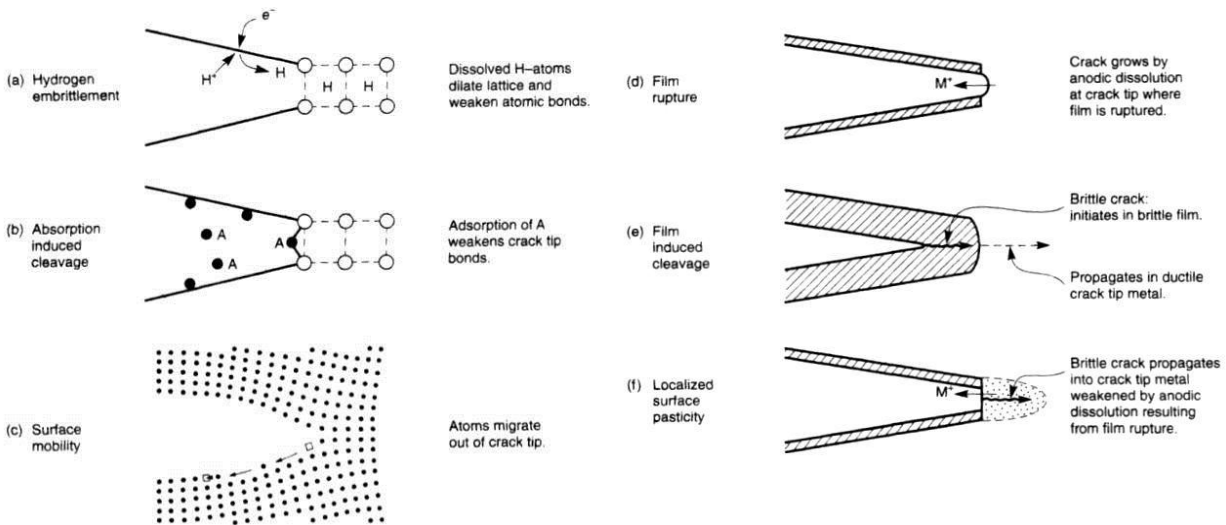 (a) Hydrogen
embrittlement
e⁻
H⁺
H
H
H
Dissolved H–atoms
dilate lattice and
weaken atomic bonds.
(b) Absorption
induced
cleavage
A
A
A
Adsorption of A
weakens crack tip
bonds.
(c) Surface
mobility
Atoms migrate
out of crack tip.
(d) Film
rupture
M⁺
Crack grows by
anodic dissolution
at crack tip where
film is ruptured.
(e) Film
induced
cleavage
Brittle crack:
initiates in brittle film.
Propagates in ductile
crack tip metal.
(f) Localized
surface
pasticity
M⁺
Brittle crack propagates
into crack tip metal
weakened by anodic
dissolution resulting
from film rupture.